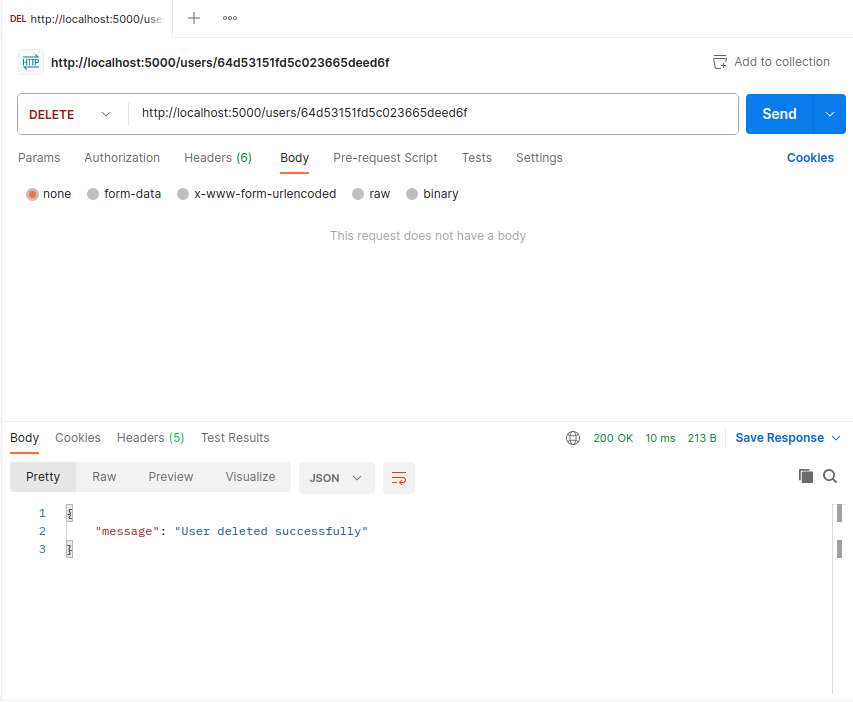 DEL http://localhost:5000/use
HTTP http://localhost:5000/users/64d53151fd5c023665deed6f Add to collection
DELETE http://localhost:5000/users/64d53151fd5c023665deed6f Send
Params Authorization Headers (6) Body Pre-request Script Tests Settings Cookies
none form-data x-www-form-urlencoded raw binary
This request does not have a body
Body Cookies Headers (5) Test Results 200 OK 10 ms 213 B Save Response
Pretty Raw Preview Visualize JSON
1 {
2 "message": "User deleted successfully"
3 }